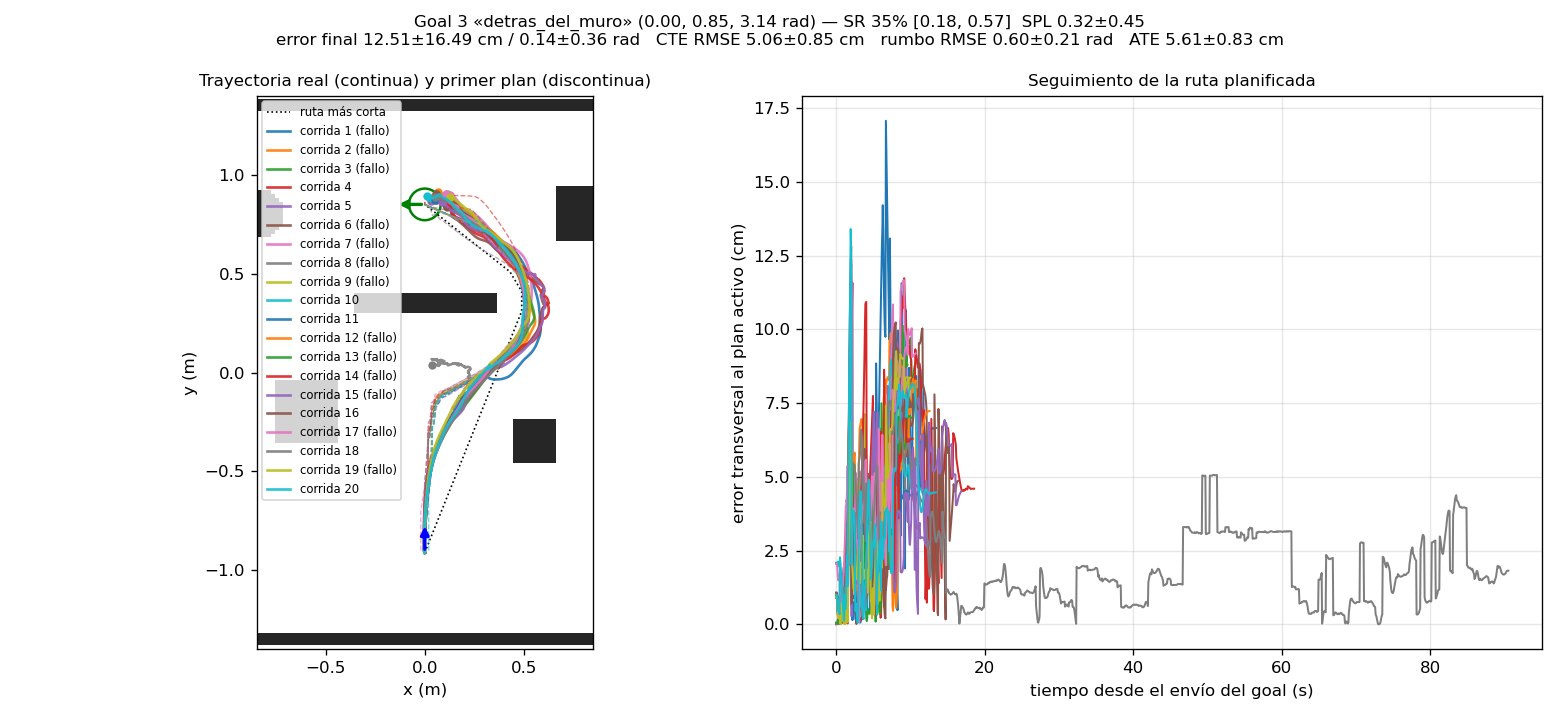 Goal 3 «detras_del_muro» (0.00, 0.85, 3.14 rad) — SR 35% [0.18, 0.57]  SPL 0.32±0.45
error final 12.51±16.49 cm / 0.14±0.36 rad   CTE RMSE 5.06±0.85 cm   rumbo RMSE 0.60±0.21 rad   ATE 5.61±0.83 cm
Trayectoria real (continua) y primer plan (discontinua)
ruta más corta
corrida 1 (fallo)
corrida 2 (fallo)
corrida 3 (fallo)
corrida 4
corrida 5
corrida 6 (fallo)
corrida 7 (fallo)
corrida 8 (fallo)
corrida 9 (fallo)
corrida 10
corrida 11
corrida 12 (fallo)
corrida 13 (fallo)
corrida 14 (fallo)
corrida 15 (fallo)
corrida 16
corrida 17 (fallo)
corrida 18
corrida 19 (fallo)
corrida 20
1.0
0.5
0.0
−0.5
−1.0
y (m)
−0.5
0.0
0.5
x (m)
Seguimiento de la ruta planificada
17.5
15.0
12.5
10.0
7.5
5.0
2.5
0.0
error transversal al plan activo (cm)
0
20
40
60
80
tiempo desde el envío del goal (s)